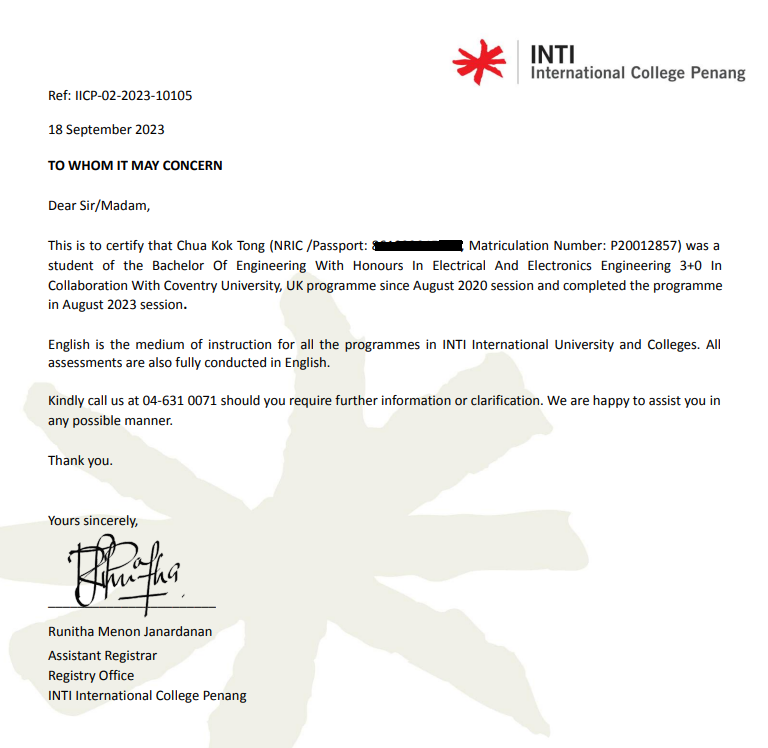 INTI
International College Penang
Ref: IICP-02-2023-10105
18 September 2023
TO WHOM IT MAY CONCERN
Dear Sir/Madam,
This is to certify that Chua Kok Tong (NRIC /Passport: , Matriculation Number: P20012857) was a
student of the Bachelor Of Engineering With Honours In Electrical And Electronics Engineering 3+0 In
Collaboration With Coventry University, UK programme since August 2020 session and completed the programme
in August 2023 session.
English is the medium of instruction for all the programmes in INTI International University and Colleges. All
assessments are also fully conducted in English.
Kindly call us at 04-631 0071 should you require further information or clarification. We are happy to assist you in
any possible manner.
Thank you.
Yours sincerely,
Runitha Menon Janardanan
Assistant Registrar
Registry Office
INTI International College Penang